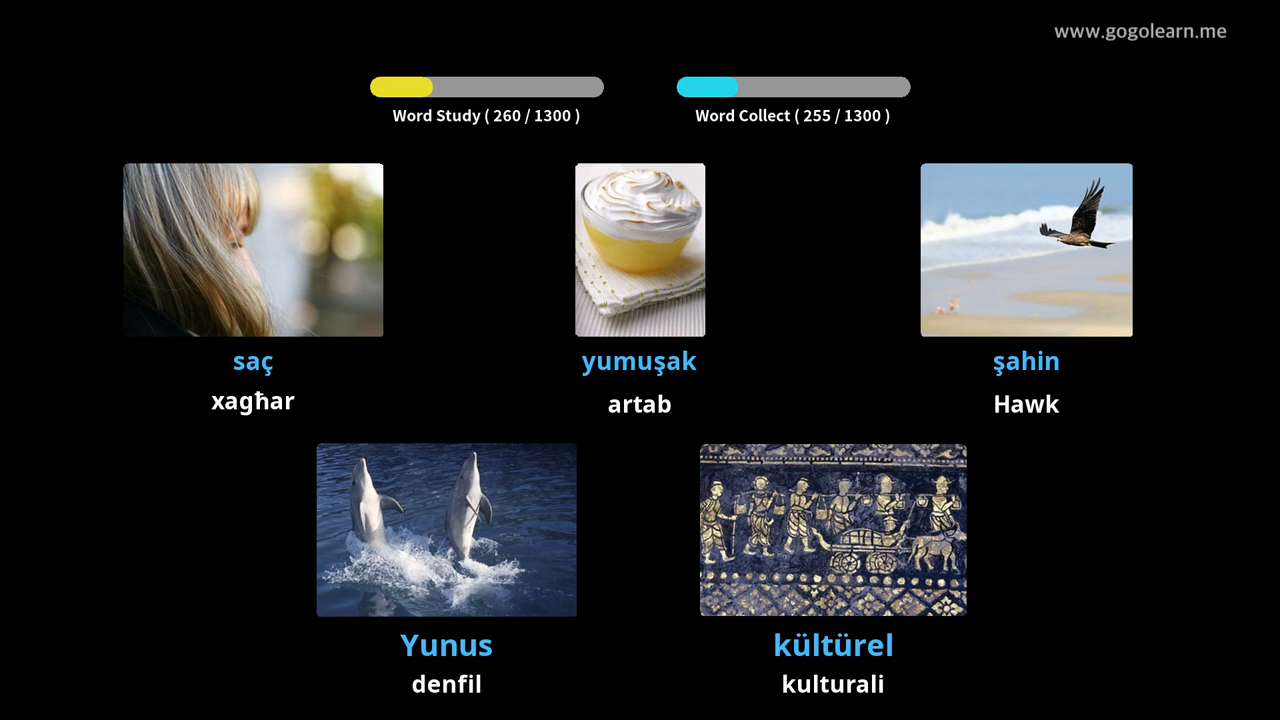 www.gogolearn.me
Word Study ( 260 / 1300 )
Word Collect ( 255 / 1300 )
saç
yumuşak
şahin
xagħar
artab
Hawk
Yunus
kültürel
denfil
kulturali